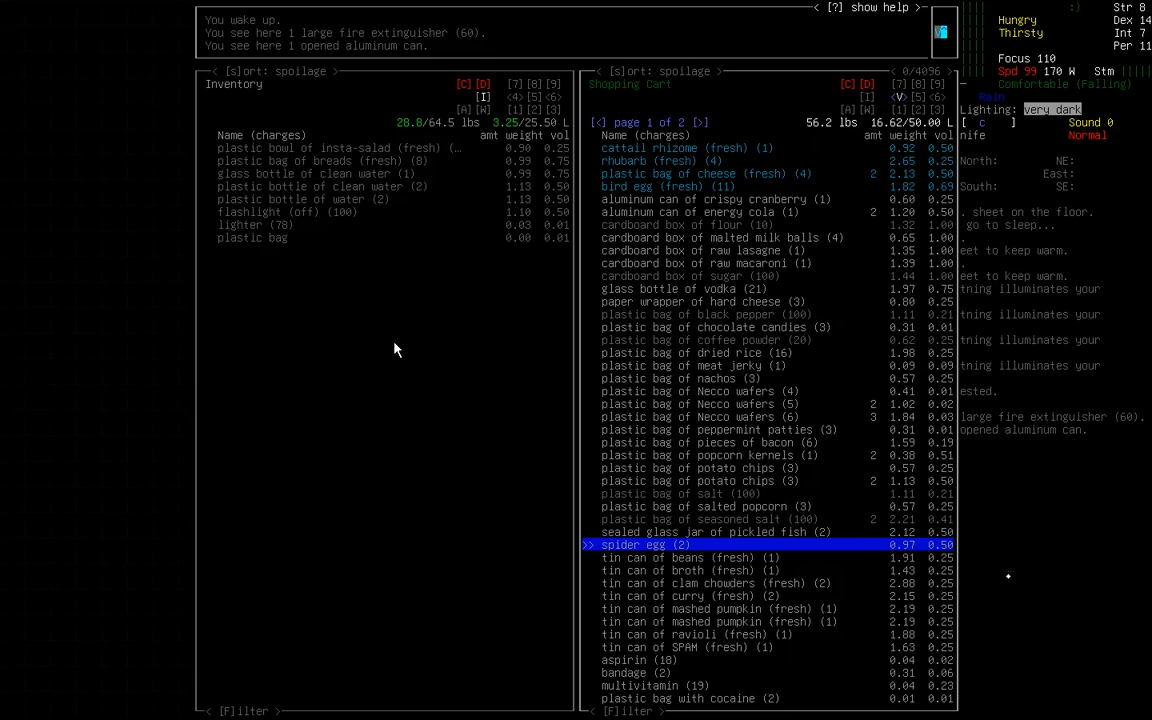 < [?] show help >
You wake up.
You see here 1 large fire extinguisher (60).
You see here 1 opened aluminum can.
:)
Str 8
Hungry
Dex 14
Thirsty
Int 7
Per 11
Focus 110
Spd 99 170 W Stm
Comfortable (Falling)
Rain
Lighting: very dark
[ c ] Sound 0
nife Normal
North: NE:
East:
South: SE:
. sheet on the floor.
go to sleep...
.
eet to keep warm.
.
eet to keep warm.
tning illuminates your
tning illuminates your
tning illuminates your
tning illuminates your
ested.
large fire extinguisher (60).
opened aluminum can.
< [s]ort: spoilage >
Inventory
[C][D] [7][8][9]
[I] <4>[5]<6>
[A][W] [1][2][3]
28.8/64.5 lbs 3.25/25.50 L
Name (charges) amt weight vol
plastic bowl of insta-salad (fresh) (… 0.90 0.25
plastic bag of breads (fresh) (8) 0.99 0.75
glass bottle of clean water (1) 0.99 0.75
plastic bottle of clean water (2) 1.13 0.50
plastic bottle of water (2) 1.13 0.50
flashlight (off) (100) 1.10 0.50
lighter (78) 0.03 0.01
plastic bag 0.00 0.01
< [F]ilter >
< [s]ort: spoilage > < 0/4096 >
Shopping Cart
[C][D] [7][8][9]
[I] <V>[5]<6>
[A][W] [1][2][3]
[<] page 1 of 2 [>] 56.2 lbs 16.62/50.00 L
Name (charges) amt weight vol
cattail rhizome (fresh) (1) 0.92 0.50
rhubarb (fresh) (4) 2.65 0.25
plastic bag of cheese (fresh) (4) 2 2.13 0.50
bird egg (fresh) (11) 1.82 0.69
aluminum can of crispy cranberry (1) 0.60 0.25
aluminum can of energy cola (1) 2 1.20 0.50
cardboard box of flour (10) 1.32 1.00
cardboard box of malted milk balls (4) 0.65 1.00
cardboard box of raw lasagne (1) 1.35 1.00
cardboard box of raw macaroni (1) 1.39 1.00
cardboard box of sugar (100) 1.44 1.00
glass bottle of vodka (21) 1.97 0.75
paper wrapper of hard cheese (3) 0.80 0.25
plastic bag of black pepper (100) 1.11 0.21
plastic bag of chocolate candies (3) 0.31 0.01
plastic bag of coffee powder (20) 0.62 0.25
plastic bag of dried rice (16) 1.98 0.25
plastic bag of meat jerky (1) 0.09 0.09
plastic bag of nachos (3) 0.57 0.25
plastic bag of Necco wafers (4) 0.41 0.01
plastic bag of Necco wafers (5) 2 1.02 0.02
plastic bag of Necco wafers (6) 3 1.84 0.03
plastic bag of peppermint patties (3) 0.31 0.01
plastic bag of pieces of bacon (6) 1.59 0.19
plastic bag of popcorn kernels (1) 2 0.38 0.51
plastic bag of potato chips (3) 0.57 0.25
plastic bag of potato chips (3) 2 1.13 0.50
plastic bag of salt (100) 1.11 0.21
plastic bag of salted popcorn (3) 0.57 0.25
plastic bag of seasoned salt (100) 2 2.21 0.41
sealed glass jar of pickled fish (2) 2.12 0.50
>> spider egg (2) 0.97 0.50
tin can of beans (fresh) (1) 1.91 0.25
tin can of broth (fresh) (1) 1.43 0.25
tin can of clam chowders (fresh) (2) 2.88 0.25
tin can of curry (fresh) (2) 2.15 0.25
tin can of mashed pumpkin (fresh) (1) 2.19 0.25
tin can of mashed pumpkin (fresh) (1) 2.19 0.25
tin can of ravioli (fresh) (1) 1.88 0.25
tin can of SPAM (fresh) (1) 1.63 0.25
aspirin (18) 0.04 0.02
bandage (2) 0.31 0.06
multivitamin (19) 0.04 0.23
plastic bag with cocaine (2) 0.01 0.01
< [F]ilter >